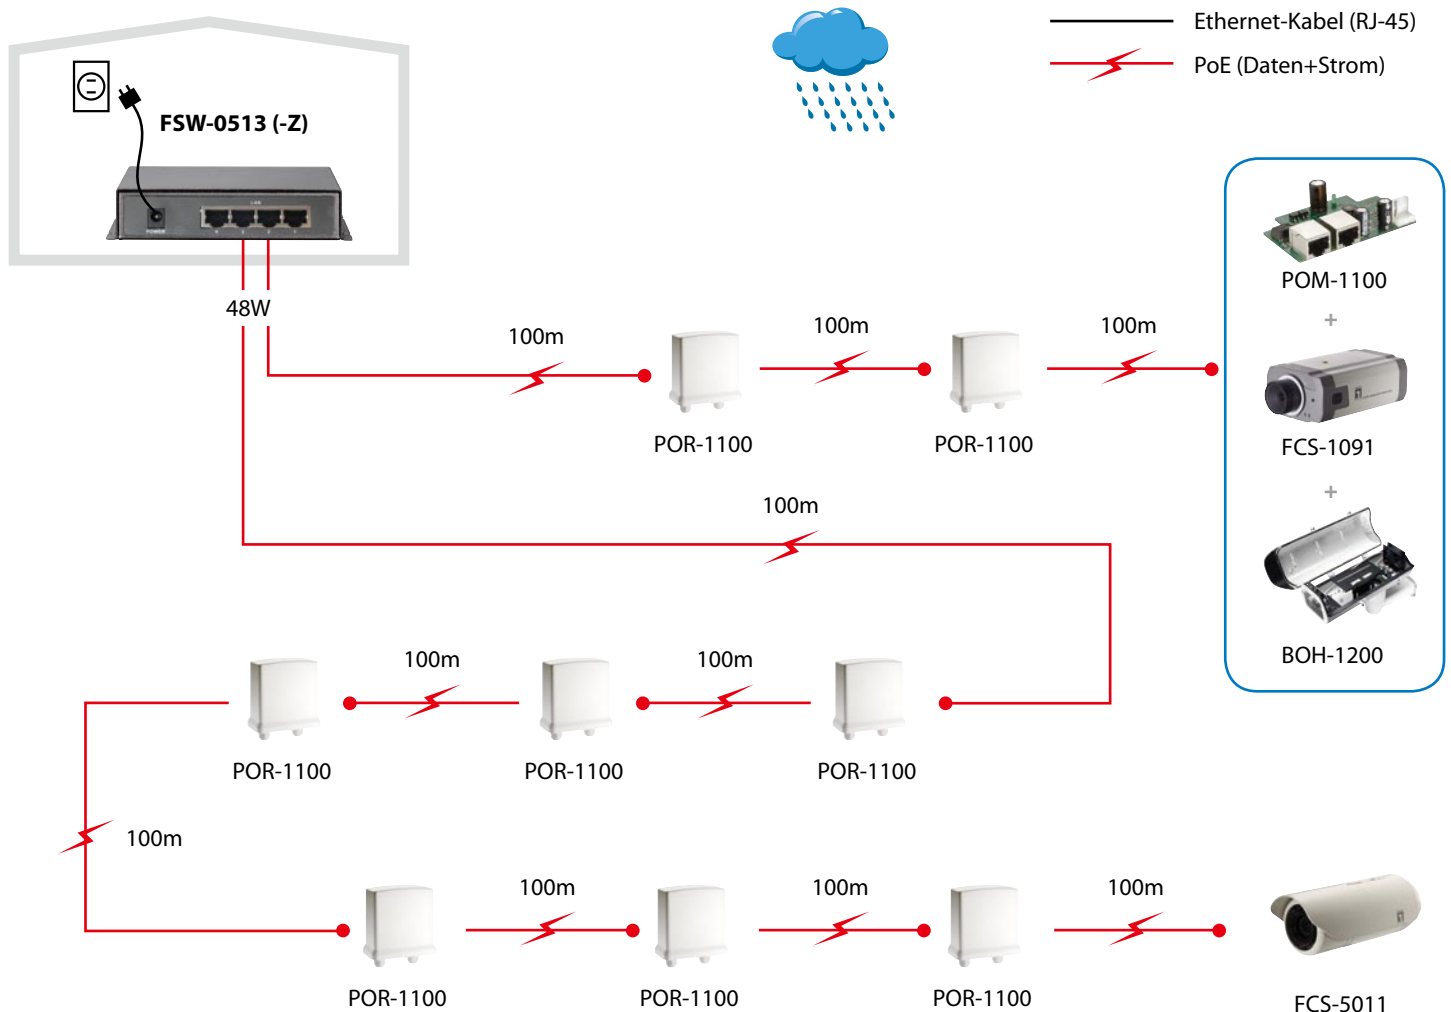 Ethernet-Kabel (RJ-45)
PoE (Daten+Strom)
FSW-0513 (-Z)
LAN
POWER
48W
100m
100m
100m
POR-1100
POR-1100
POM-1100
+
FCS-1091
+
BOH-1200
100m
100m
100m
POR-1100
POR-1100
POR-1100
100m
100m
100m
100m
POR-1100
POR-1100
POR-1100
FCS-5011